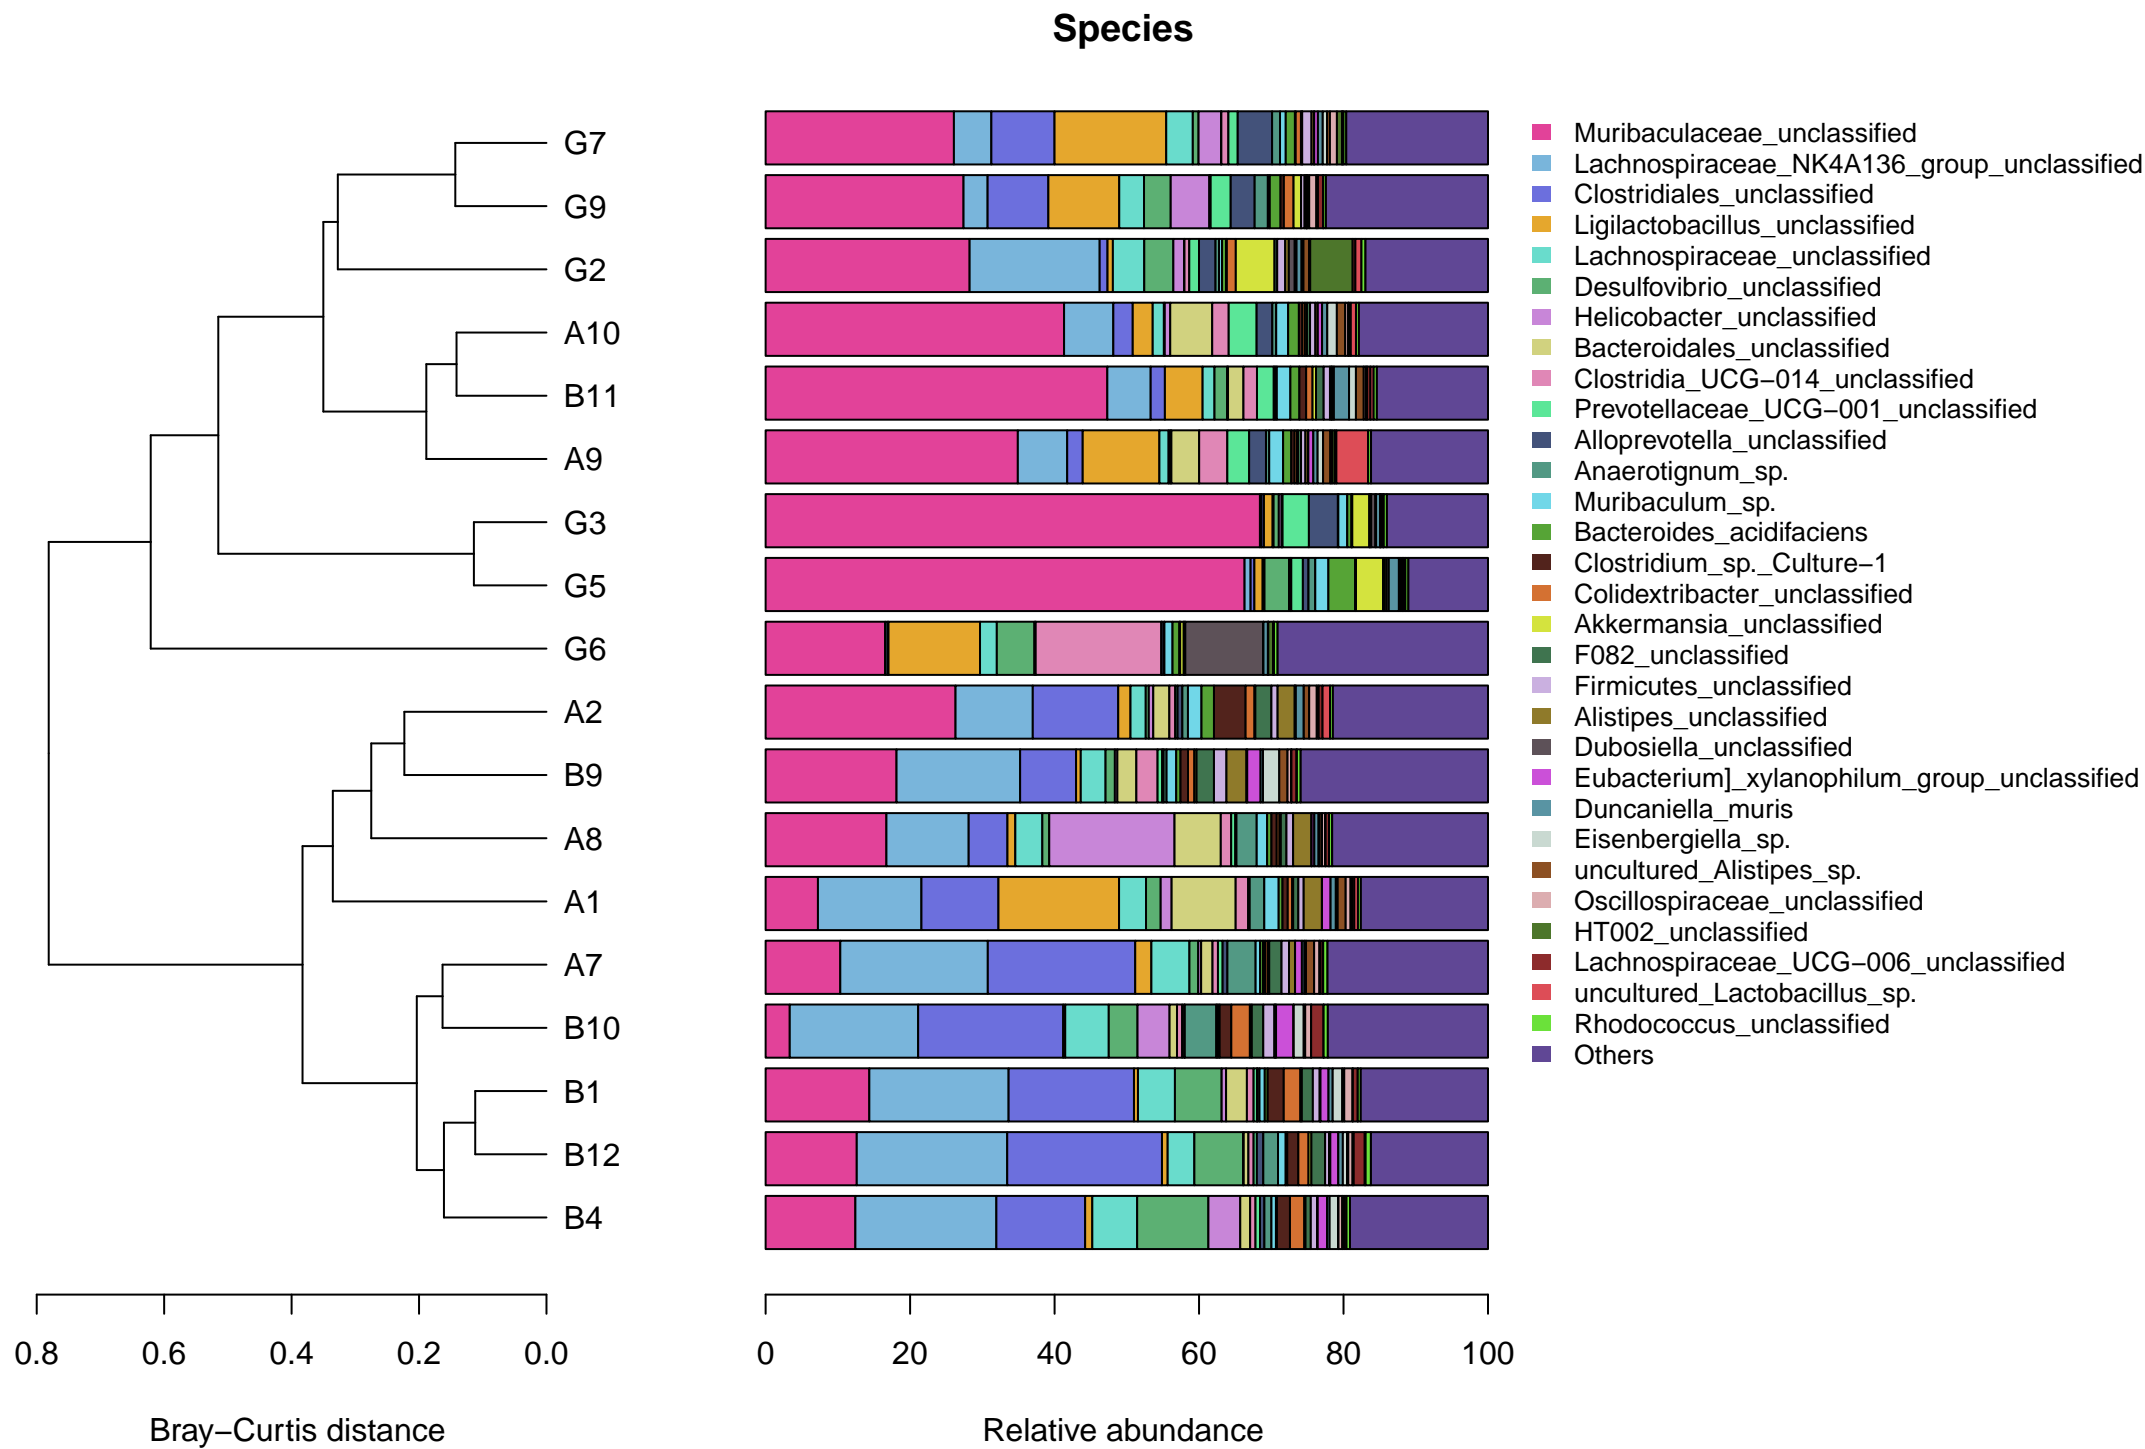 Species
G7
G9
G2
A10
B11
A9
G3
G5
G6
A2
B9
A8
A1
A7
B10
B1
B12
B4
0.8 0.6 0.4 0.2 0.0
Bray−Curtis distance
0 20 40 60 80 100
Relative abundance
Muribaculaceae_unclassified
Lachnospiraceae_NK4A136_group_unclassified
Clostridiales_unclassified
Ligilactobacillus_unclassified
Lachnospiraceae_unclassified
Desulfovibrio_unclassified
Helicobacter_unclassified
Bacteroidales_unclassified
Clostridia_UCG−014_unclassified
Prevotellaceae_UCG−001_unclassified
Alloprevotella_unclassified
Anaerotignum_sp.
Muribaculum_sp.
Bacteroides_acidifaciens
Clostridium_sp._Culture−1
Colidextribacter_unclassified
Akkermansia_unclassified
F082_unclassified
Firmicutes_unclassified
Alistipes_unclassified
Dubosiella_unclassified
Eubacterium]_xylanophilum_group_unclassified
Duncaniella_muris
Eisenbergiella_sp.
uncultured_Alistipes_sp.
Oscillospiraceae_unclassified
HT002_unclassified
Lachnospiraceae_UCG−006_unclassified
uncultured_Lactobacillus_sp.
Rhodococcus_unclassified
Others